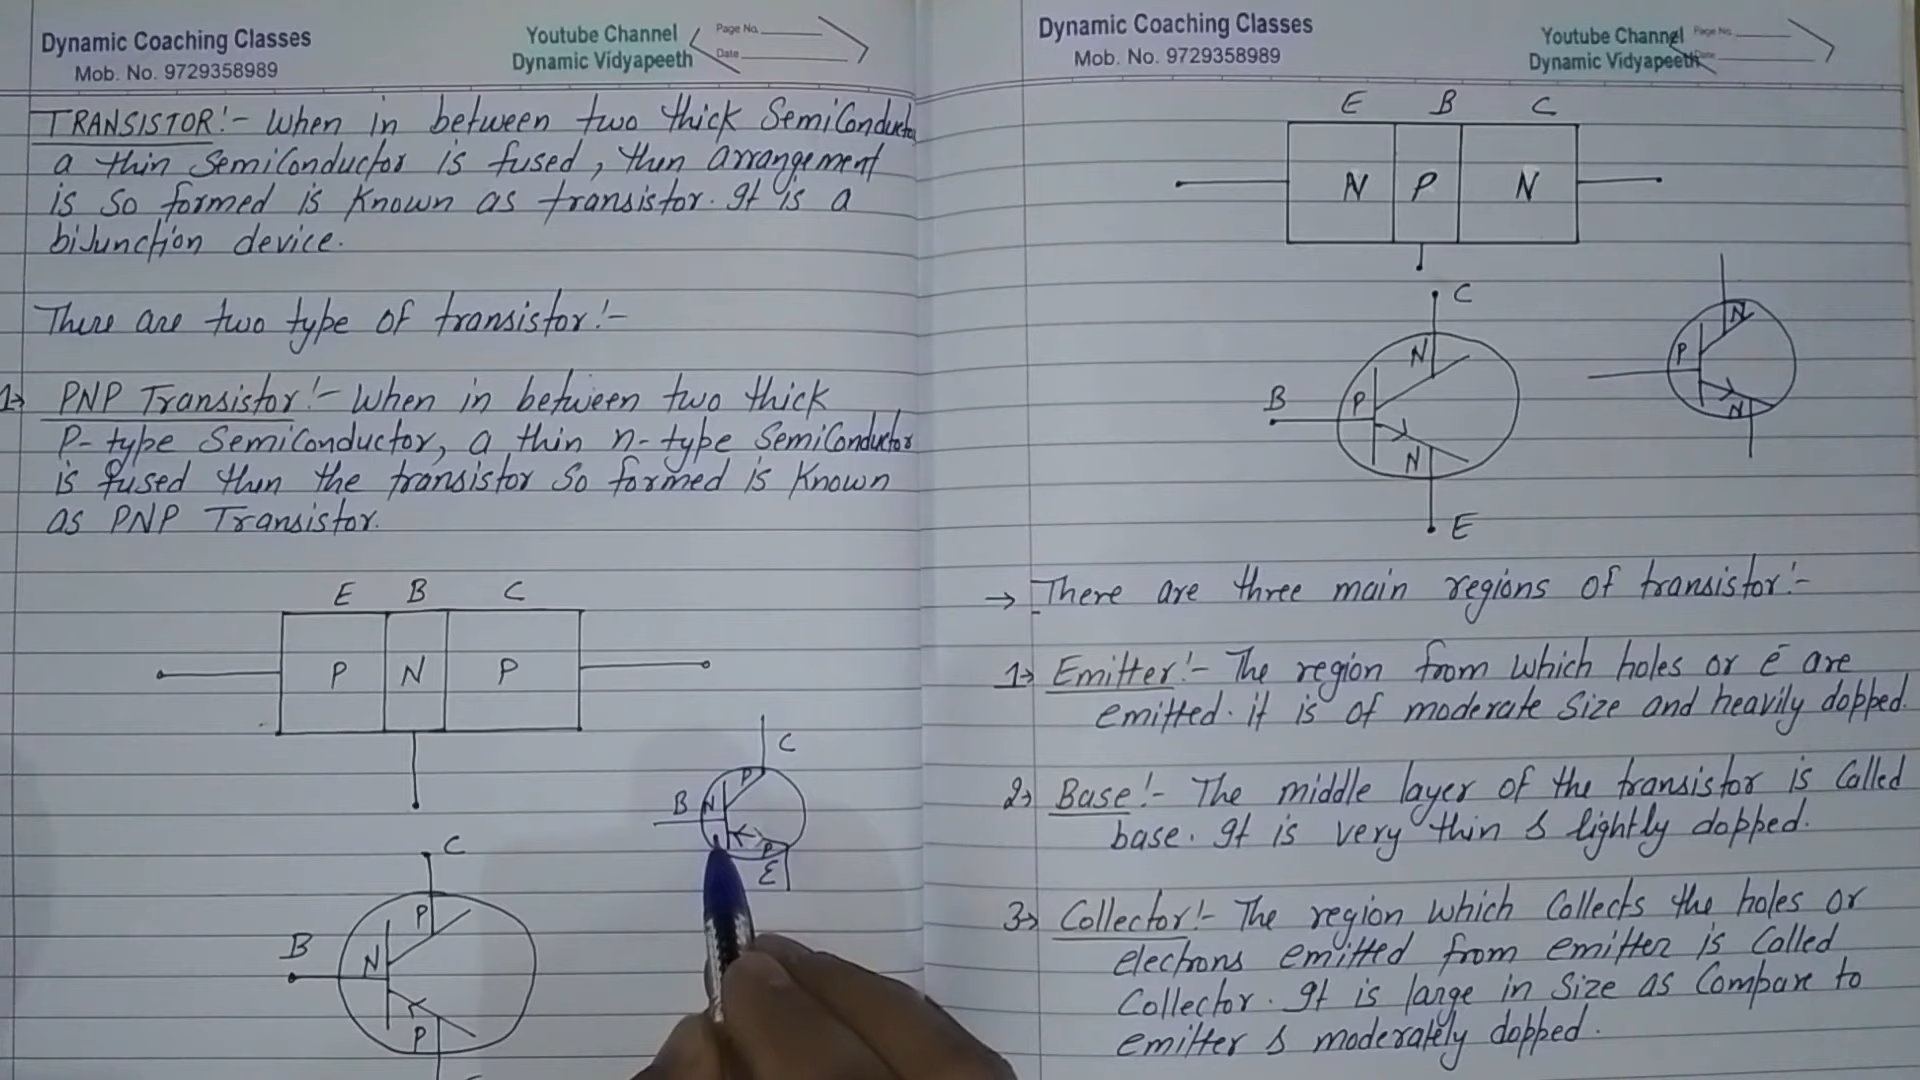 Dynamic Coaching Classes
Mob. No. 9729358989
Youtube Channel
Dynamic Vidyapeeth
Page No.
Date
TRANSISTOR:- When in between two thick SemiConducto
a thin SemiConductor is fused, then arrangement
is so formed is Known as transistor. It is a
biJunction device.
There are two type of transistor:-
1→ PNP Transistor:- When in between two thick
P-type SemiConductor, a thin n-type SemiConductor
is fused then the transistor So formed is Known
as PNP Transistor.
E B C
P N P
C
B N P
P
E
C
B N P
P
Dynamic Coaching Classes
Mob. No. 9729358989
Youtube Channel
Dynamic Vidyapeeth
Page No.
Date
E B C
N P N
C
B P N
N
E
N
P
N
→ There are three main regions of transistor:-
1→ Emitter:- The region from which holes or ē are
emitted. it is of moderate Size and heavily dopped.
2→ Base:- The middle layer of the transistor is Called
base. It is very thin & lightly dopped.
3→ Collector:- The region which Collects the holes or
electrons emitted from emitter is Called
Collector. It is large in Size as Compare to
emitter & moderately dopped.